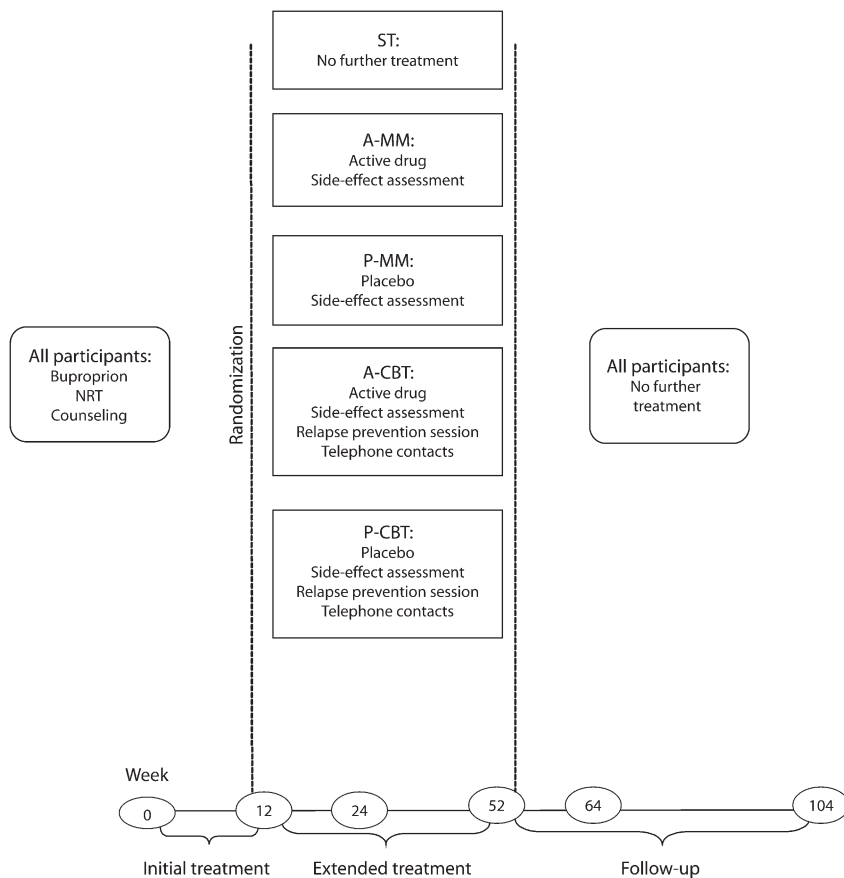 ST:
No further treatment
A-MM:
Active drug
Side-effect assessment
P-MM:
Placebo
Side-effect assessment
Randomization
All participants:
Buproprion
NRT
Counseling
A-CBT:
Active drug
Side-effect assessment
Relapse prevention session
Telephone contacts
All participants:
No further
treatment
P-CBT:
Placebo
Side-effect assessment
Relapse prevention session
Telephone contacts
Week
0 12 24 52 64 104
Initial treatment Extended treatment Follow-up